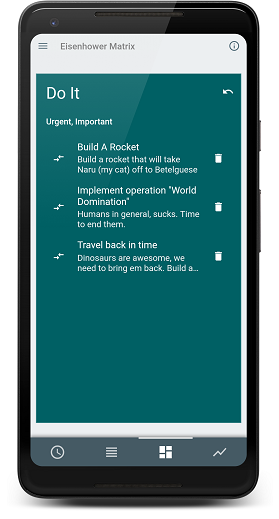 Eisenhower Matrix
Do It
Urgent, Important
Build A Rocket
Build a rocket that will take
Naru (my cat) off to Betelguese
Implement operation "World
Domination"
Humans in general, sucks. Time
to end them.
Travel back in time
Dinosaurs are awesome, we
need to bring em back. Build a...